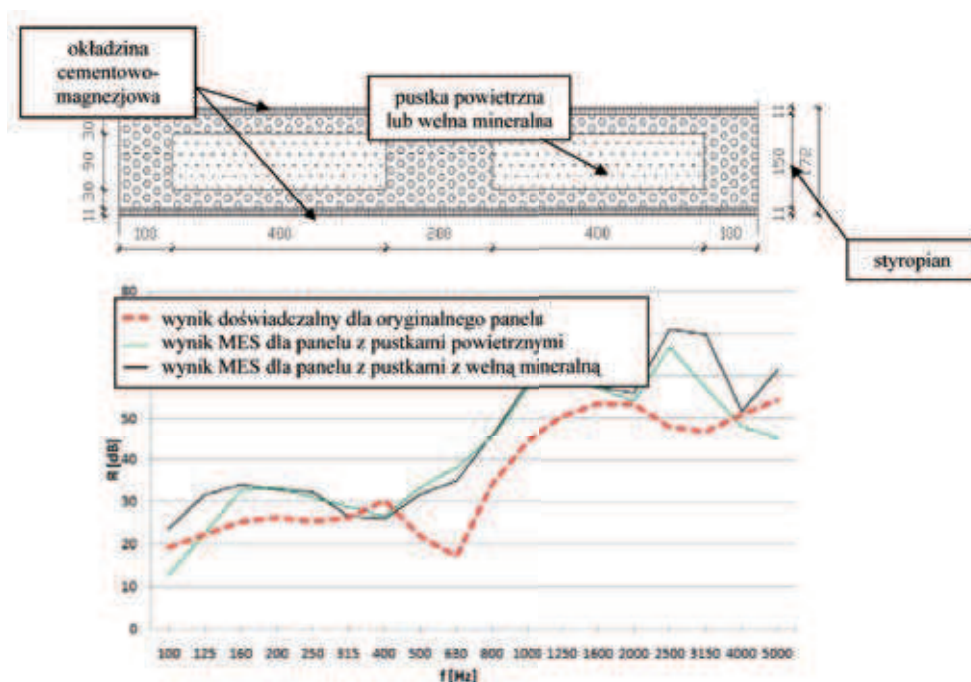 okładzina
cementowo-
magnezjowa
pustka powietrzna
lub wełna mineralna
30
90
30
11
11
150
11
172
100
400
200
400
100
styropian
80
wynik doświadczalny dla oryginalnego panelu
wynik MES dla panelu z pustkami powietrznymi
wynik MES dla panelu z pustkami z wełną mineralną
50
40
30
20
10
0
R [dB]
100 125 160 200 250 315 400 500 630 800 1000 1250 1600 2000 2500 3150 4000 5000
f [Hz]